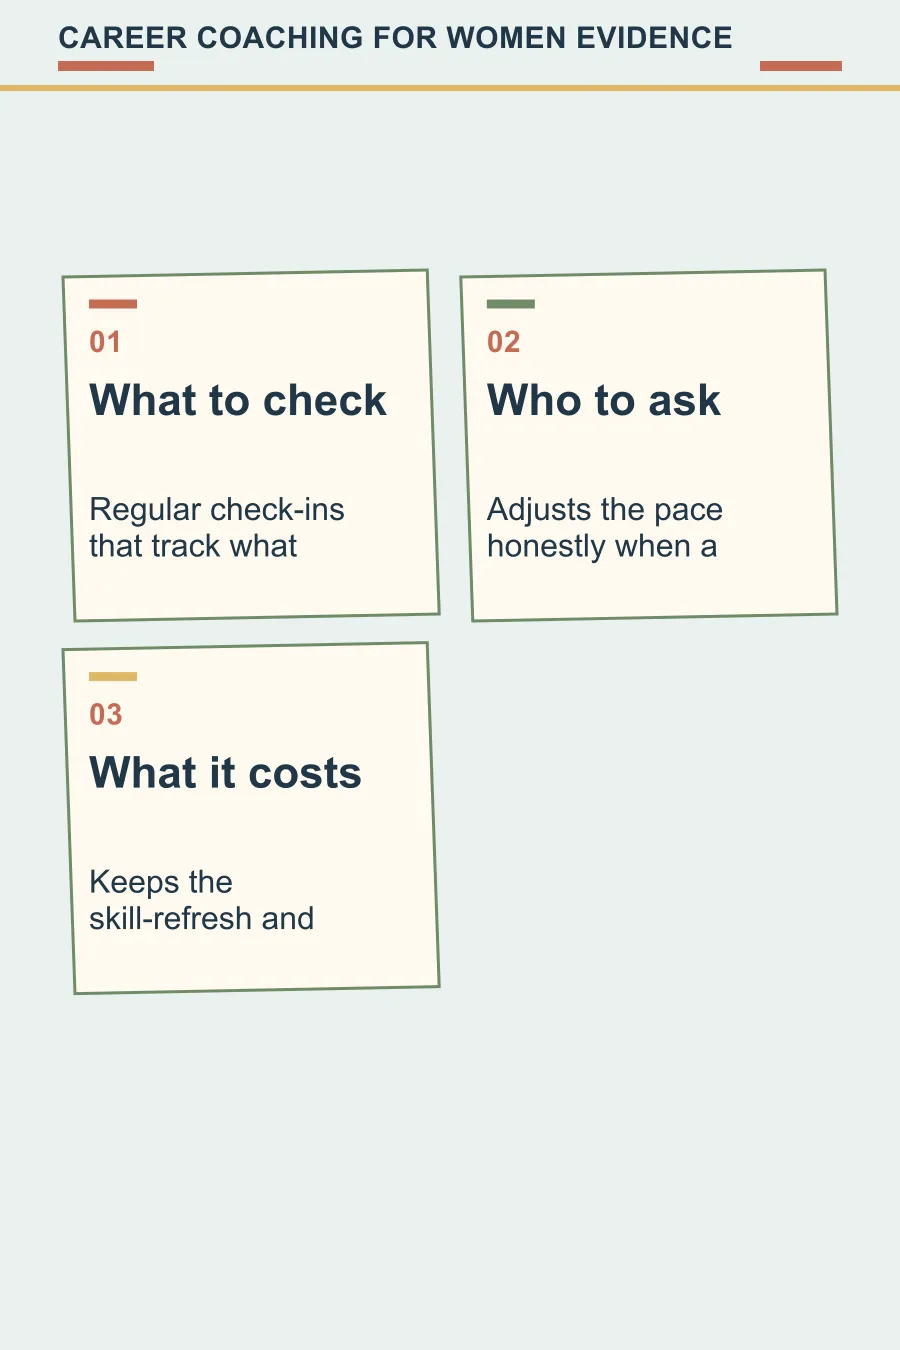 CAREER COACHING FOR WOMEN EVIDENCE
01
What to check
Regular check-ins
that track what
02
Who to ask
Adjusts the pace
honestly when a
03
What it costs
Keeps the
skill-refresh and